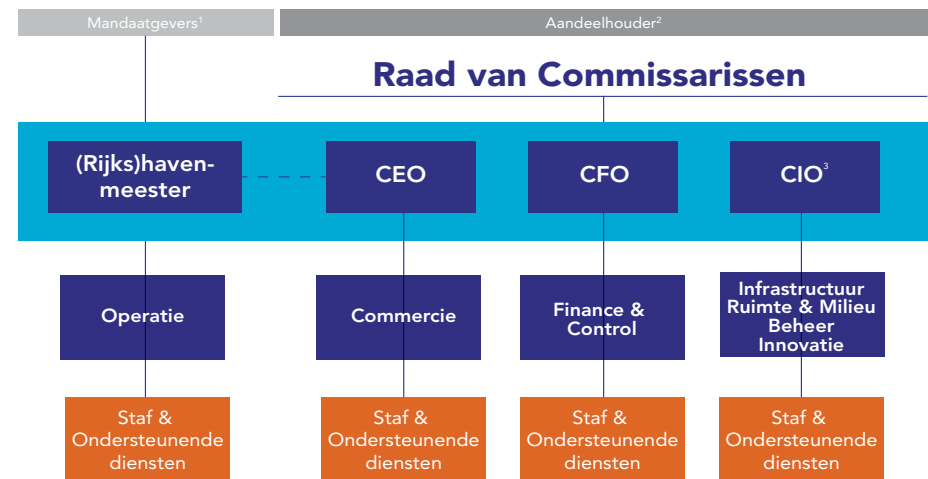 Mandaatgevers¹
Aandeelhouder²
Raad van Commissarissen
(Rijks)haven-
meester
CEO
CFO
CIO³
Operatie
Commercie
Finance &
Control
Infrastructuur
Ruimte & Milieu
Beheer
Innovatie
Staf &
Ondersteunende
diensten
Staf &
Ondersteunende
diensten
Staf &
Ondersteunende
diensten
Staf &
Ondersteunende
diensten